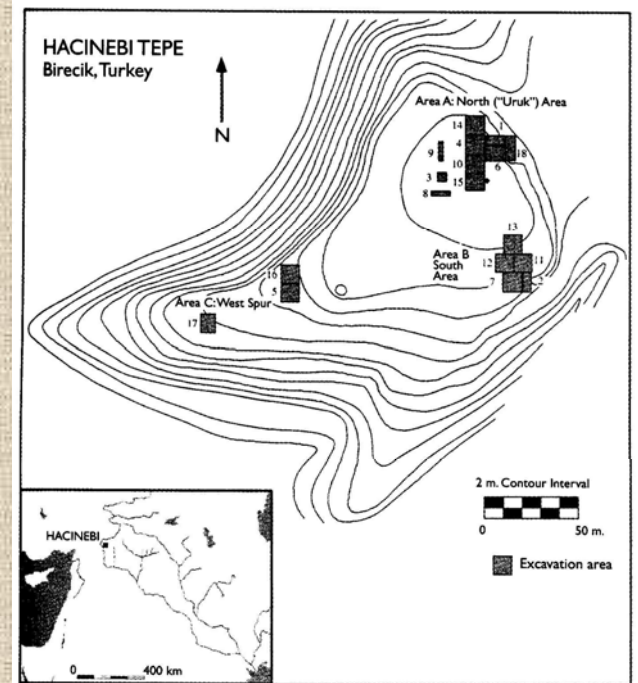 HACINEBI TEPE
Birecik, Turkey
N
Area A: North ("Uruk") Area
14
1
4
9
18
10
6
3
15
8
13
Area B
South
Area
12
11
7
2
16
5
Area C: West Spur
17
2 m. Contour Interval
0 50 m.
Excavation area
HACINEBI
0 400 km